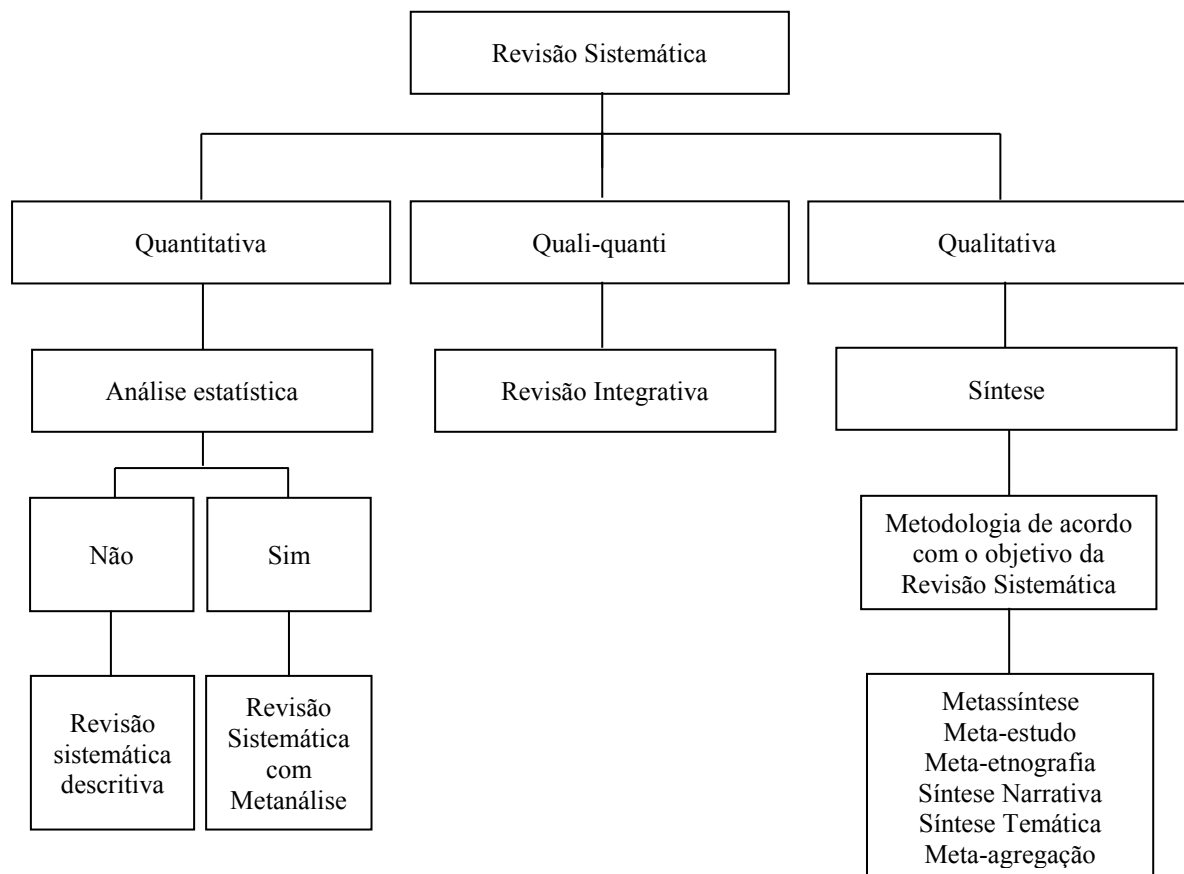 Revisão Sistemática
Quantitativa
Quali-quanti
Qualitativa
Análise estatística
Revisão Integrativa
Síntese
Não
Sim
Metodologia de acordo
com o objetivo da
Revisão Sistemática
Revisão
sistemática
descritiva
Revisão
Sistemática
com
Metanálise
Metassíntese
Meta-estudo
Meta-etnografia
Síntese Narrativa
Síntese Temática
Meta-agregação